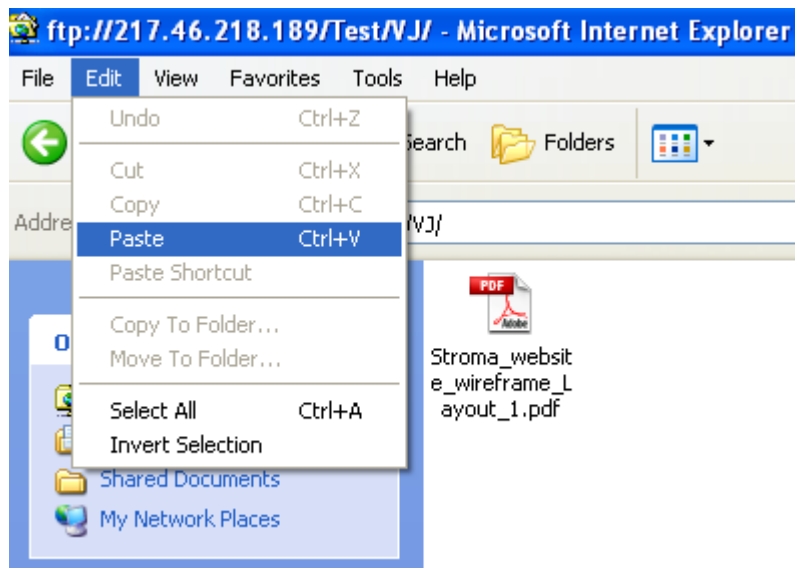 ftp://217.46.218.189/Test/VJ/ - Microsoft Internet Explorer
File Edit View Favorites Tools Help
Search Folders
Addre /VJ/
Undo Ctrl+Z
Cut Ctrl+X
Copy Ctrl+C
Paste Ctrl+V
Paste Shortcut
Copy To Folder...
Move To Folder...
Select All Ctrl+A
Invert Selection
O
Shared Documents
My Network Places
PDF
Adobe
Stroma_websit
e_wireframe_L
ayout_1.pdf